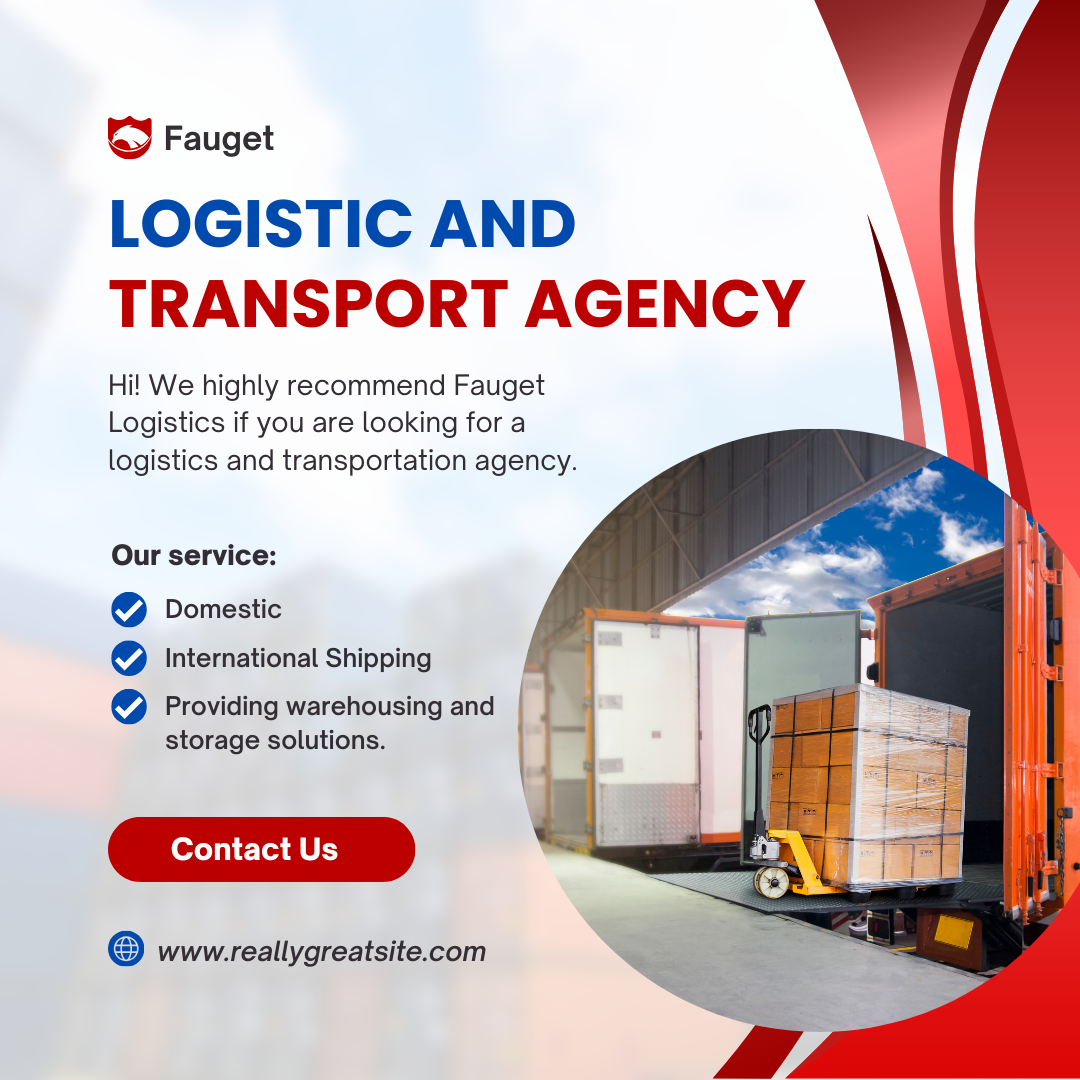 Fauget
LOGISTIC AND
TRANSPORT AGENCY
Hi! We highly recommend Fauget
Logistics if you are looking for a
logistics and transportation agency.
Our service:
Domestic
International Shipping
Providing warehousing and
storage solutions.
Contact Us
www.reallygreatsite.com